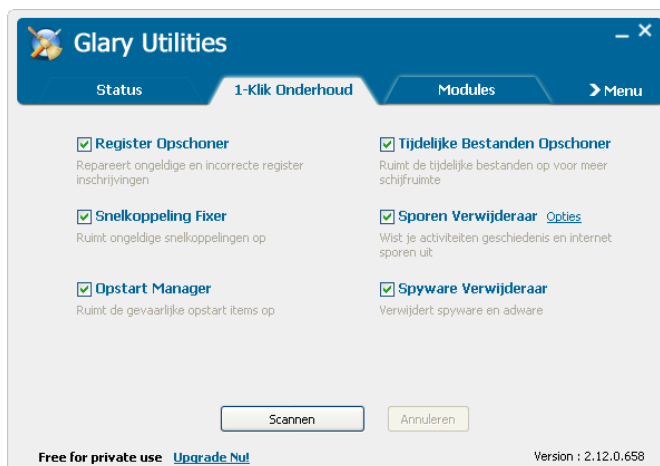 Glary Utilities
Status
1-Klik Onderhoud
Modules
Menu
Register Opschoner
Repareert ongeldige en incorrecte register
inschrijvingen
Tijdelijke Bestanden Opschoner
Ruimt de tijdelijke bestanden op voor meer
schijfruimte
Snelkoppeling Fixer
Ruimt ongeldige snelkoppelingen op
Sporen Verwijderaar Opties
Wist je activiteiten geschiedenis en internet
sporen uit
Opstart Manager
Ruimt de gevaarlijke opstart items op
Spyware Verwijderaar
Verwijdert spyware en adware
Scannen
Annuleren
Free for private use Upgrade Nu!
Version : 2.12.0.658